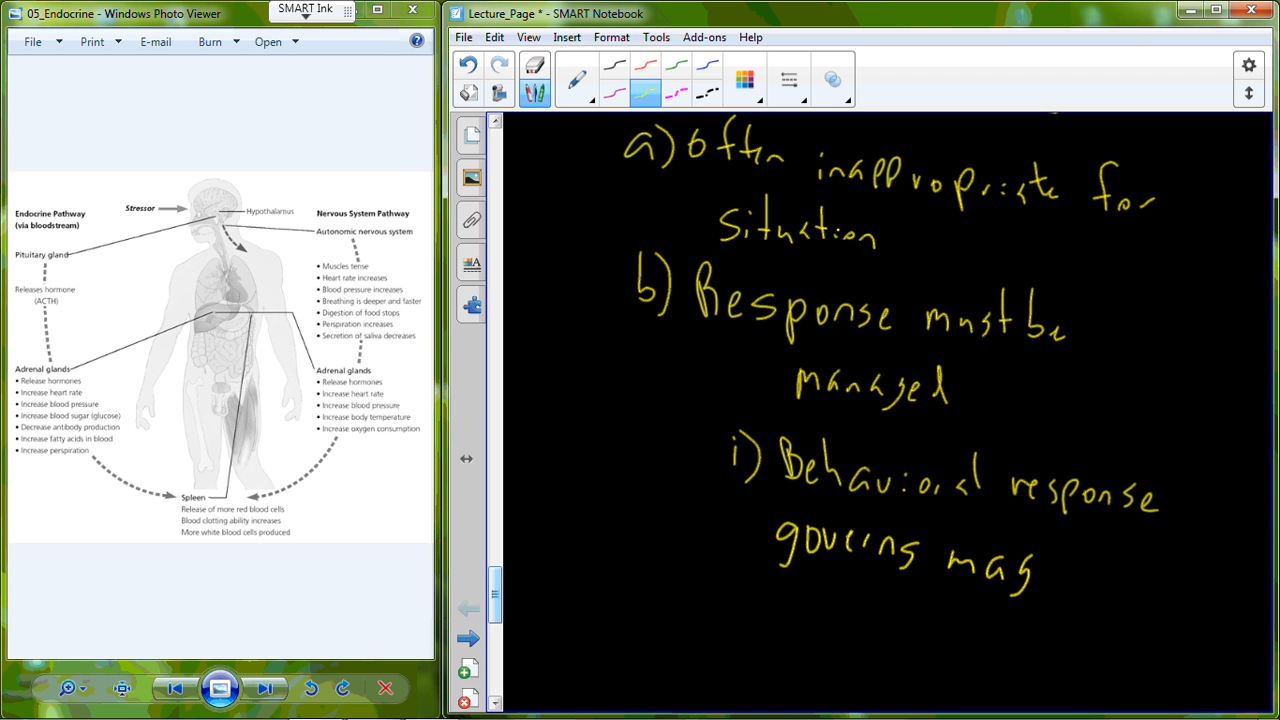 05_Endocrine - Windows Photo Viewer
SMART Ink
File Print E-mail Burn Open
Endocrine Pathway
(via bloodstream)
Stressor
Hypothalamus
Nervous System Pathway
Autonomic nervous system
Pituitary gland
Releases hormone
(ACTH)
• Muscles tense
• Heart rate increases
• Blood pressure increases
• Breathing is deeper and faster
• Digestion of food stops
• Perspiration increases
• Secretion of saliva decreases
Adrenal glands
• Release hormones
• Increase heart rate
• Increase blood pressure
• Increase blood sugar (glucose)
• Decrease antibody production
• Increase fatty acids in blood
• Increase perspiration
Adrenal glands
• Release hormones
• Increase heart rate
• Increase blood pressure
• Increase body temperature
• Increase oxygen consumption
Spleen
Release of more red blood cells
Blood clotting ability increases
More white blood cells produced
Lecture_Page * - SMART Notebook
File Edit View Insert Format Tools Add-ons Help
a) Often inappropriate for
situation
b) Response must be
managed
i) Behavioral response
governs mag